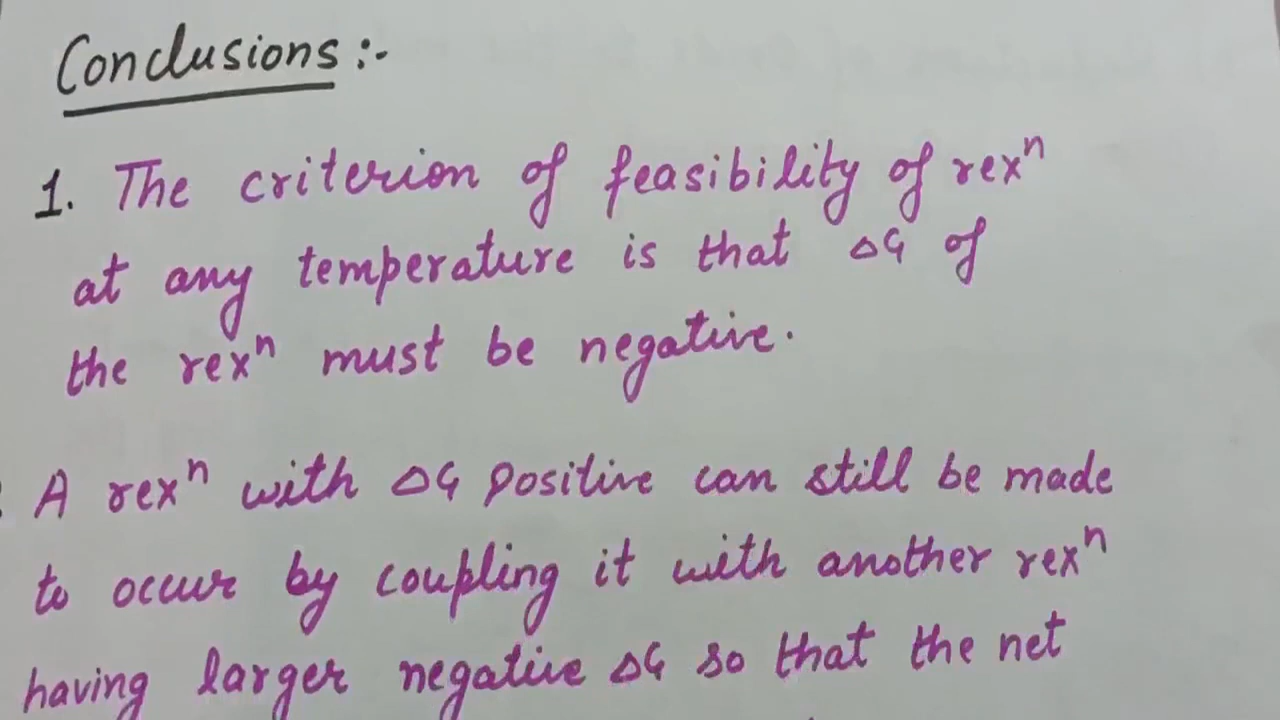 Conclusions :-
1. The criterion of feasibility of rexⁿ
at any temperature is that ΔG of
the rexⁿ must be negative.
A rexⁿ with ΔG positive can still be made
to occur by coupling it with another rexⁿ
having larger negative ΔG so that the net